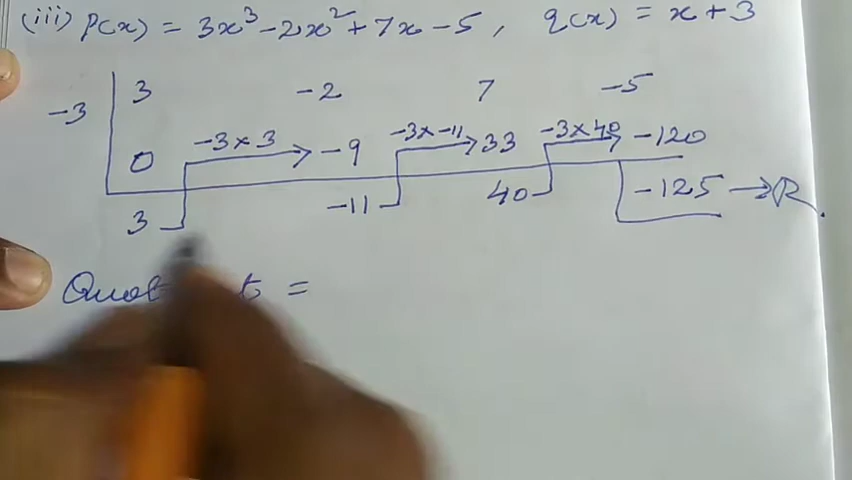 (iii) p(x) = 3x³ - 2x² + 7x - 5, q(x) = x + 3
-3 3 -2 7 -5
-3 × 3 -3 × -11 -3 × 40
0 -9 33 -120
3 -11 40 -125 → R
=